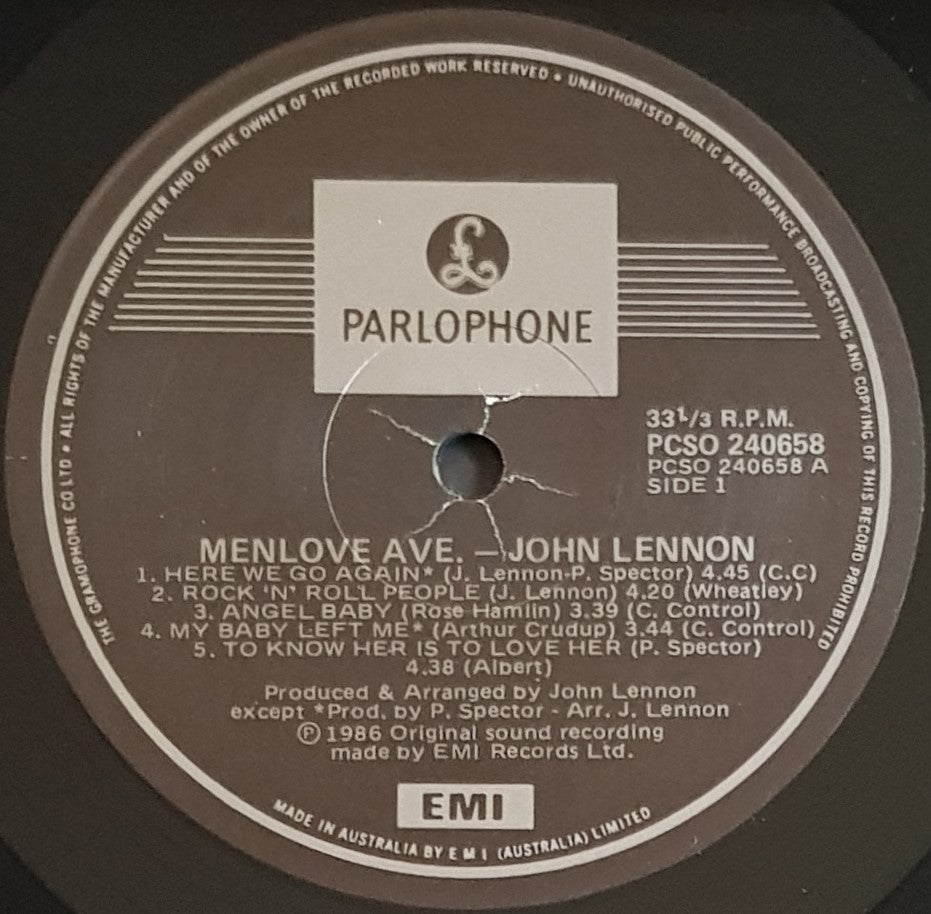 THE GRAMOPHONE CO LTD • ALL RIGHTS OF THE MANUFACTURER AND OF THE OWNER OF THE RECORDED WORK RESERVED • UNAUTHORISED PUBLIC PERFORMANCE BROADCASTING AND COPYING OF THIS RECORD PROHIBITED
£
PARLOPHONE
33⅓ R.P.M.
PCSO 240658
PCSO 240658 A
SIDE 1
MENLOVE AVE. – JOHN LENNON
1. HERE WE GO AGAIN* (J. Lennon-P. Spector) 4.45 (C.C)
2. ROCK 'N' ROLL PEOPLE (J. Lennon) 4.20 (Wheatley)
3. ANGEL BABY (Rose Hamlin) 3.39 (C. Control)
4. MY BABY LEFT ME* (Arthur Crudup) 3.44 (C. Control)
5. TO KNOW HER IS TO LOVE HER (P. Spector)
4.38 (Albert)
Produced & Arranged by John Lennon
except *Prod. by P. Spector - Arr. J. Lennon
℗ 1986 Original sound recording
made by EMI Records Ltd.
EMI
MADE IN AUSTRALIA BY E M I (AUSTRALIA) LIMITED